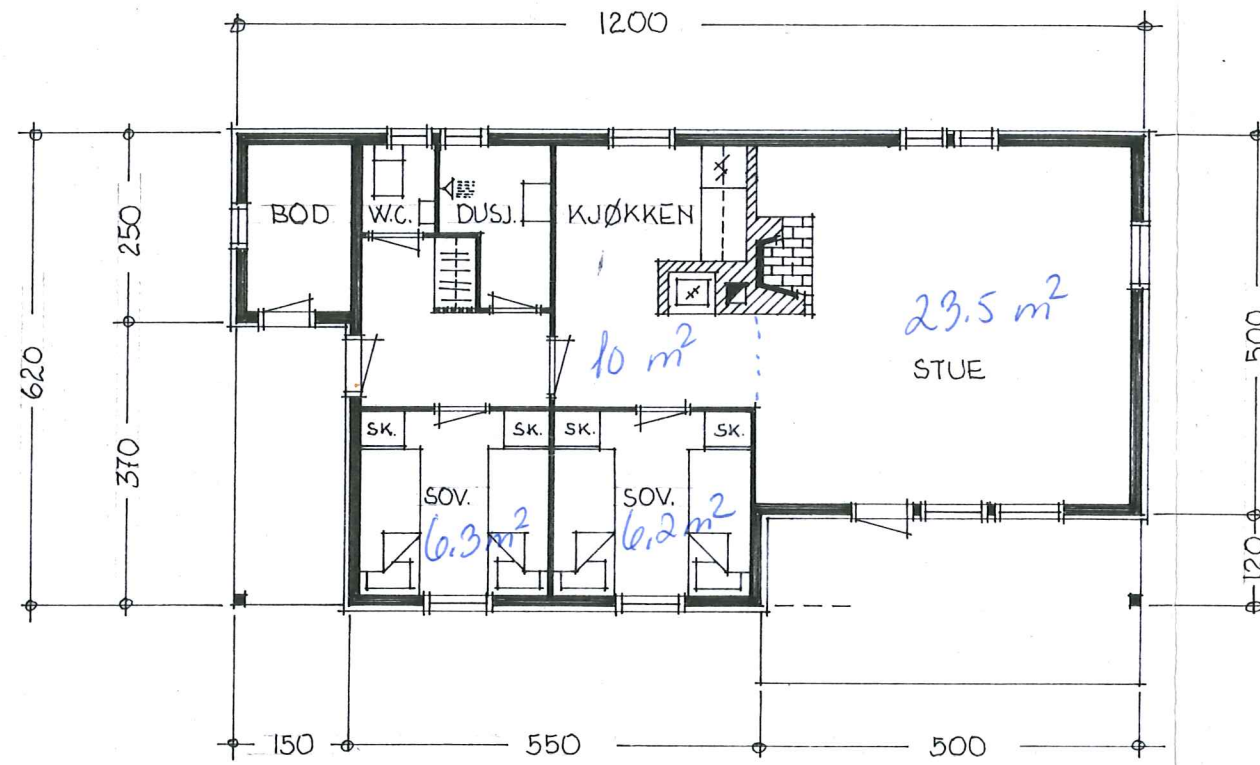 1200
BOD
W.C.
DUSJ.
KJØKKEN
250
620
370
500
120
10 m²
23.5 m²
STUE
SK.
SK.
SK.
SK.
SOV.
6.3 m²
SOV.
6,2 m²
150
550
500